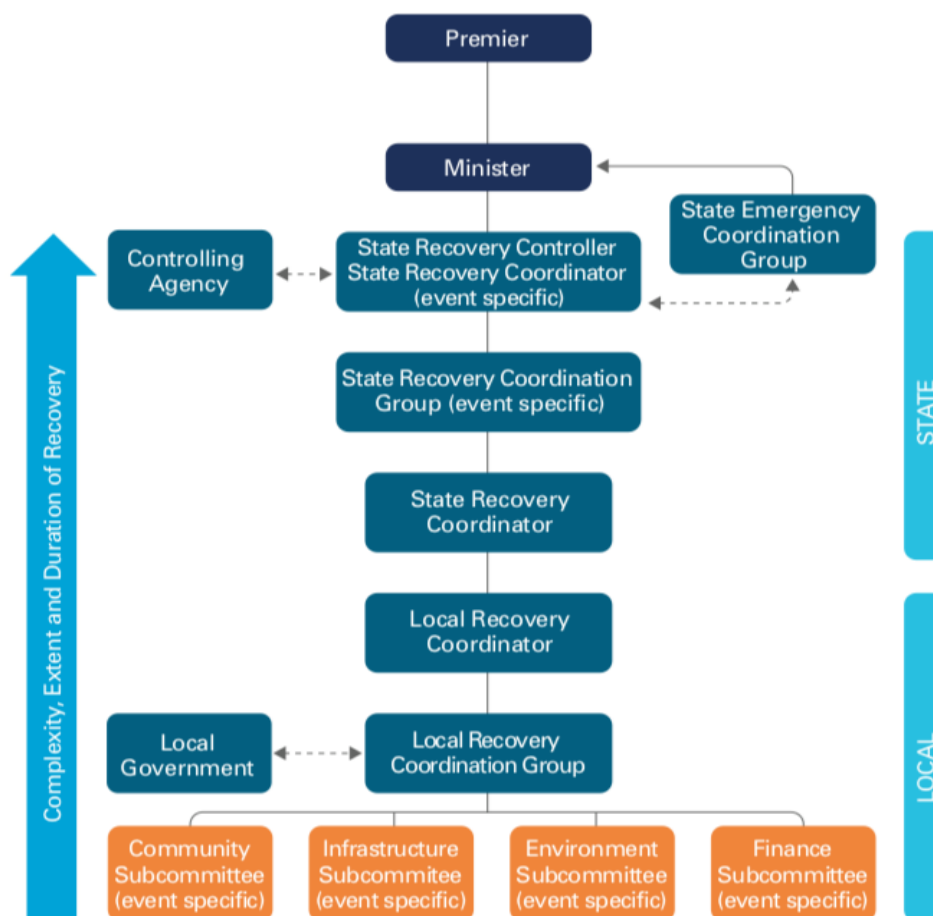 Premier
Minister
State Emergency
Coordination
Group
Controlling
Agency
State Recovery Controller
State Recovery Coordinator
(event specific)
State Recovery Coordination
Group (event specific)
State Recovery
Coordinator
Local Recovery
Coordinator
Local
Government
Local Recovery
Coordination Group
Community
Subcommittee
(event specific)
Infrastructure
Subcommitee
(event specific)
Environment
Subcommittee
(event specific)
Finance
Subcommittee
(event specific)
Complexity, Extent and Duration of Recovery
STATE
LOCAL